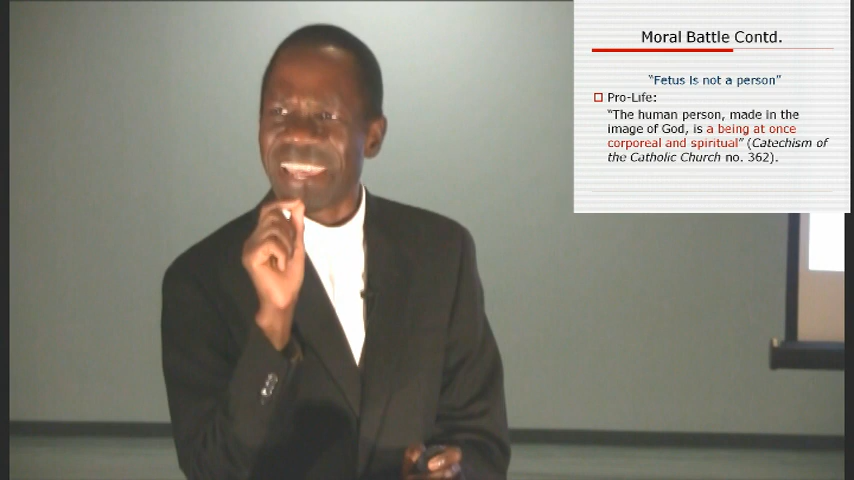 Moral Battle Contd.
"Fetus is not a person"
Pro-Life:
"The human person, made in the
image of God, is a being at once
corporeal and spiritual" (Catechism of
the Catholic Church no. 362).